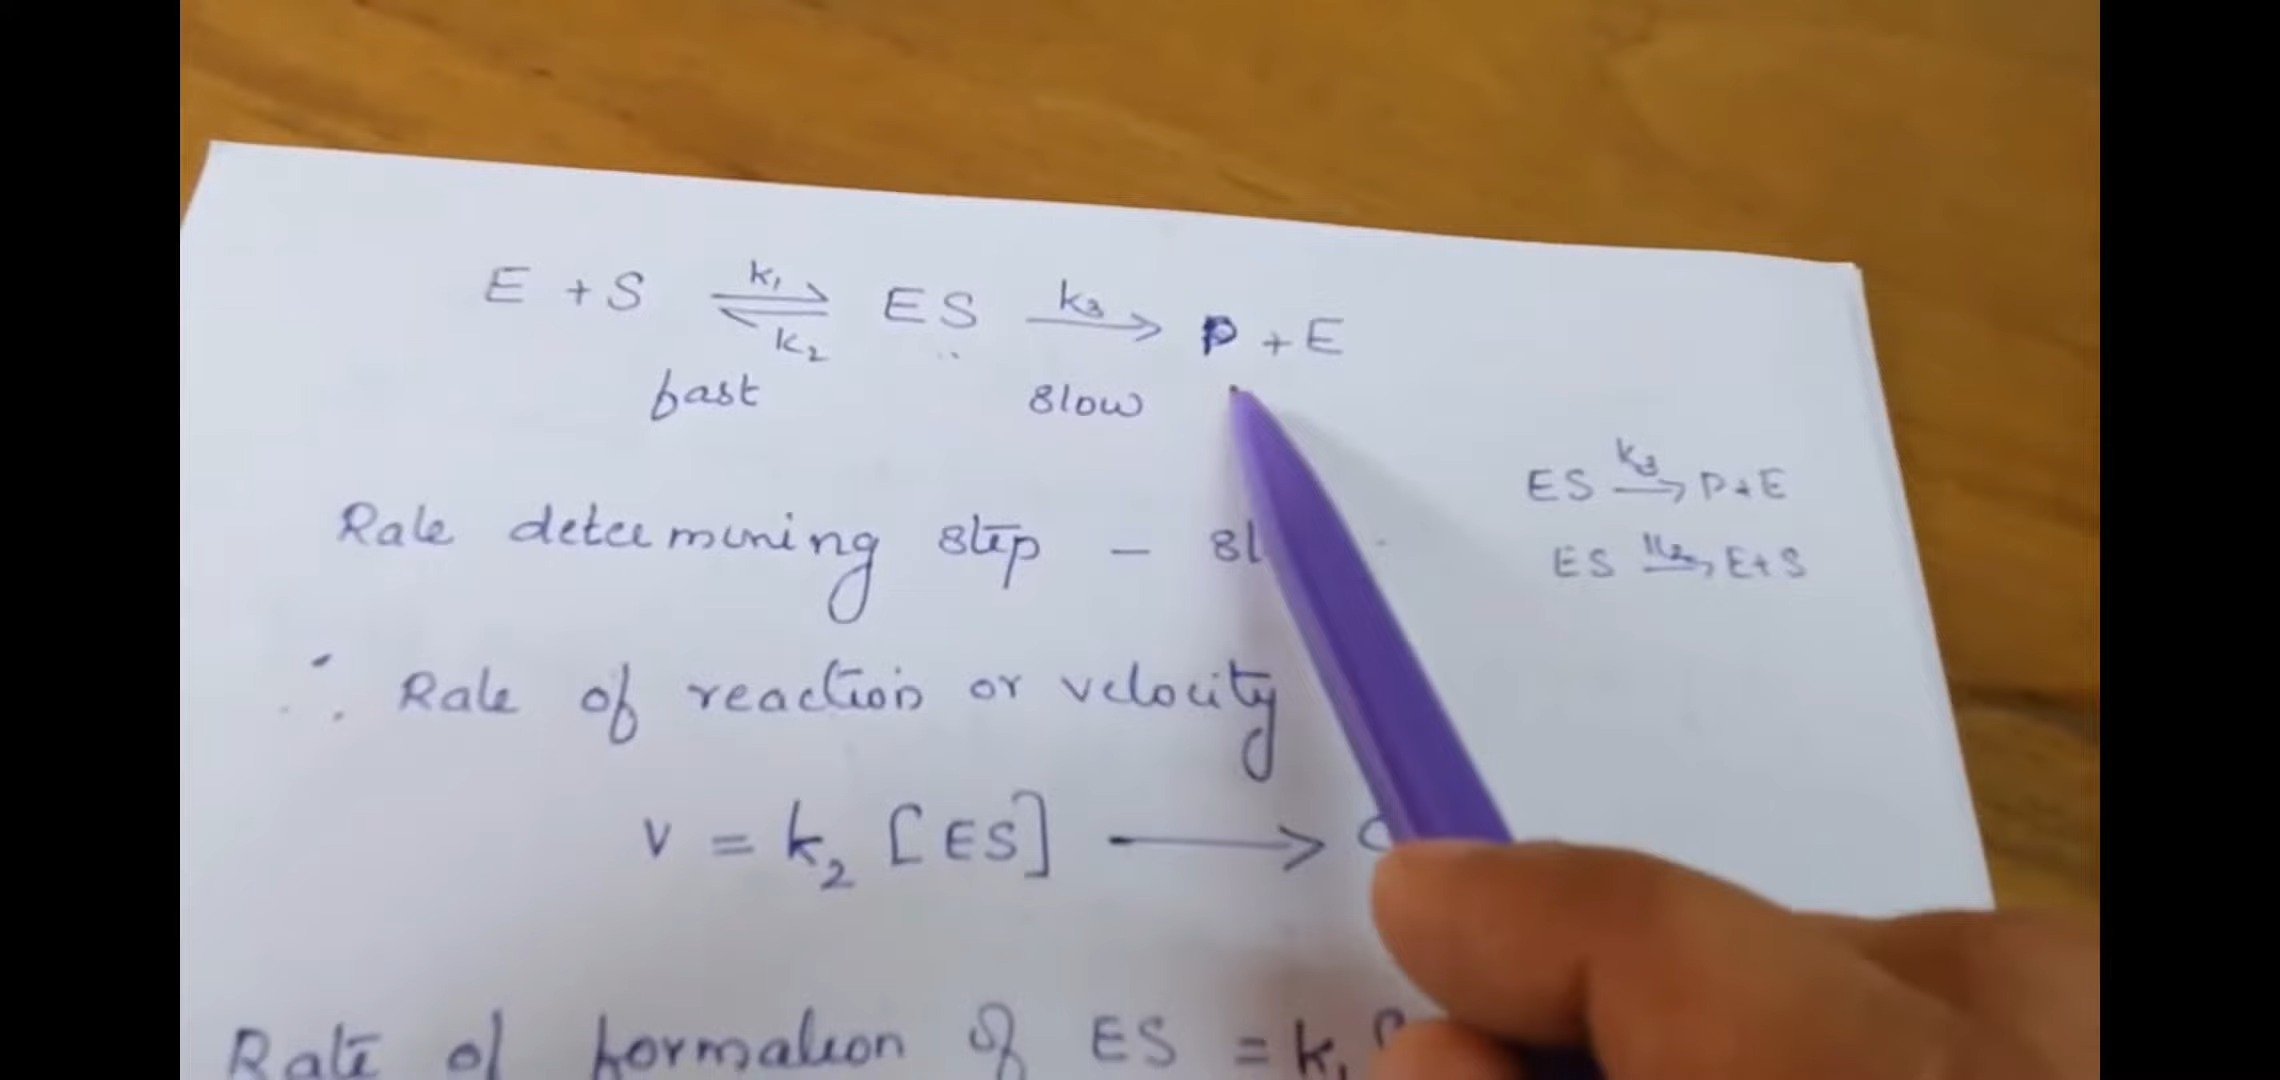 E + S ⇌ ES → P + E
k₁ k₃
k₂
fast slow
ES →k₃ P + E
Rate determining step –
ES →k₂ E + S
∴ Rate of reaction or velocity
v = k₂ [ES] →
Rate of formation of ES = k₁